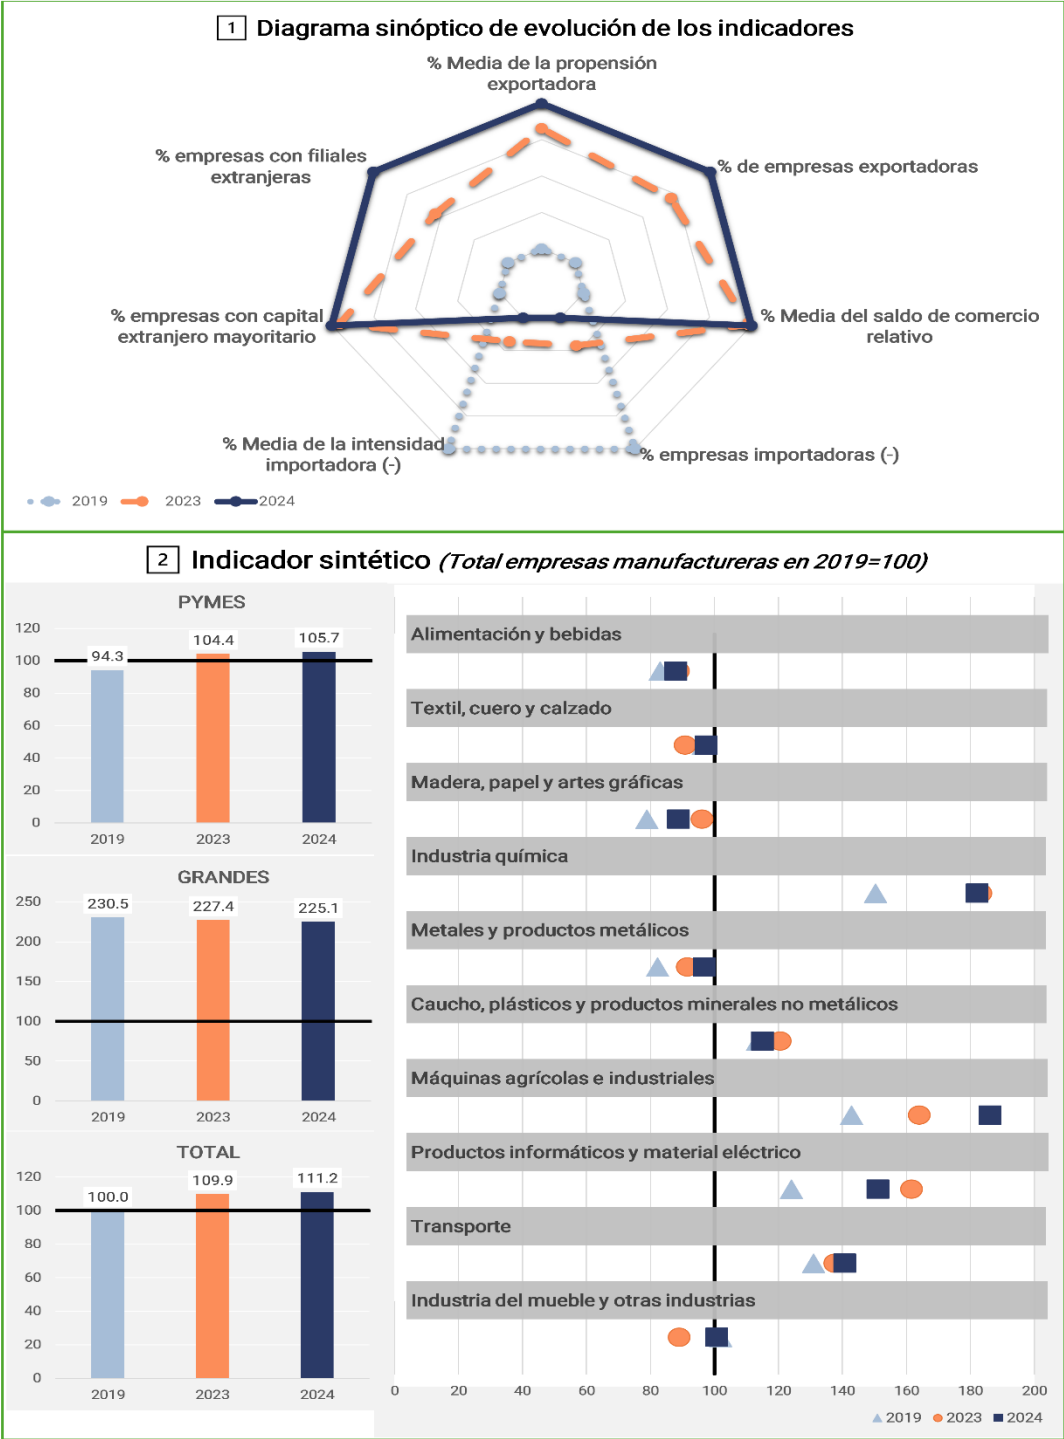 1 Diagrama sinóptico de evolución de los indicadores
% Media de la propensión
exportadora
% empresas con filiales
extranjeras
% de empresas exportadoras
% empresas con capital
extranjero mayoritario
% Media del saldo de comercio
relativo
% Media de la intensidad
importadora (-)
% empresas importadoras (-)
2019 2023 2024
2 Indicador sintético (Total empresas manufactureras en 2019=100)
PYMES
120
100
80
60
40
20
0
94.3
104.4
105.7
2019 2023 2024
GRANDES
250
200
150
100
50
0
230.5
227.4
225.1
2019 2023 2024
TOTAL
120
100
80
60
40
20
0
100.0
109.9
111.2
2019 2023 2024
Alimentación y bebidas
Textil, cuero y calzado
Madera, papel y artes gráficas
Industria química
Metales y productos metálicos
Caucho, plásticos y productos minerales no metálicos
Máquinas agrícolas e industriales
Productos informáticos y material eléctrico
Transporte
Industria del mueble y otras industrias
0 20 40 60 80 100 120 140 160 180 200
2019 2023 2024